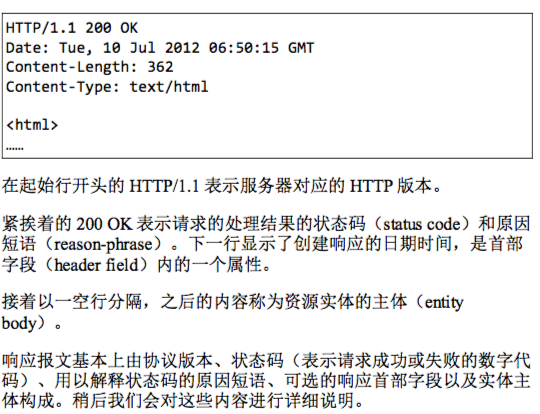 HTTP/1.1 200 OK
Date: Tue, 10 Jul 2012 06:50:15 GMT
Content-Length: 362
Content-Type: text/html

<html>
……
在起始行开头的 HTTP/1.1 表示服务器对应的 HTTP 版本。
紧挨着的 200 OK 表示请求的处理结果的状态码（status code）和原因
短语（reason-phrase）。下一行显示了创建响应的日期时间，是首部
字段（header field）内的一个属性。
接着以一空行分隔，之后的内容称为资源实体的主体（entity
body）。
响应报文基本上由协议版本、状态码（表示请求成功或失败的数字代
码）、用以解释状态码的原因短语、可选的响应首部字段以及实体主
体构成。稍后我们会对这些内容进行详细说明。